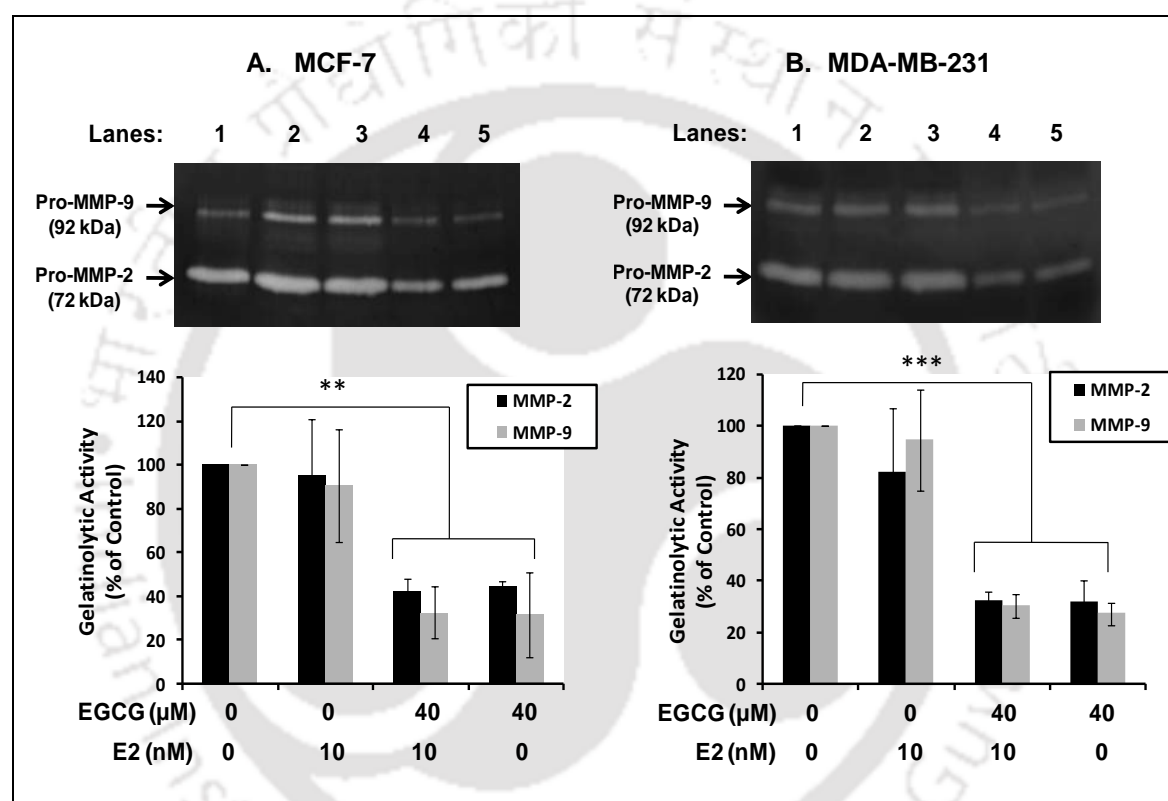 A. MCF-7
Lanes: 1 2 3 4 5
Pro-MMP-9
(92 kDa)
Pro-MMP-2
(72 kDa)
140
120
100
80
60
40
20
0
Gelatinolytic Activity
(% of Control)
**
MMP-2
MMP-9
EGCG (µM) 0 0 40 40
E2 (nM) 0 10 10 0
B. MDA-MB-231
Lanes: 1 2 3 4 5
Pro-MMP-9
(92 kDa)
Pro-MMP-2
(72 kDa)
120
100
80
60
40
20
0
Gelatinolytic Activity
(% of Control)
***
MMP-2
MMP-9
EGCG (µM) 0 0 40 40
E2 (nM) 0 10 10 0